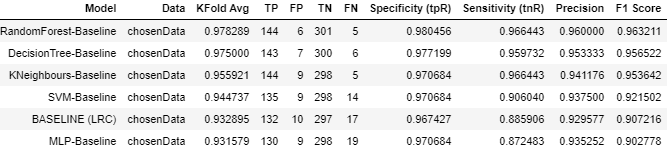 Model Data KFold Avg TP FP TN FN Specificity (tpR) Sensitivity (tnR) Precision F1 Score
RandomForest-Baseline chosenData 0.978289 144 6 301 5 0.980456 0.966443 0.960000 0.963211
DecisionTree-Baseline chosenData 0.975000 143 7 300 6 0.977199 0.959732 0.953333 0.956522
KNeighbours-Baseline chosenData 0.955921 144 9 298 5 0.970684 0.966443 0.941176 0.953642
SVM-Baseline chosenData 0.944737 135 9 298 14 0.970684 0.906040 0.937500 0.921502
BASELINE (LRC) chosenData 0.932895 132 10 297 17 0.967427 0.885906 0.929577 0.907216
MLP-Baseline chosenData 0.931579 130 9 298 19 0.970684 0.872483 0.935252 0.902778